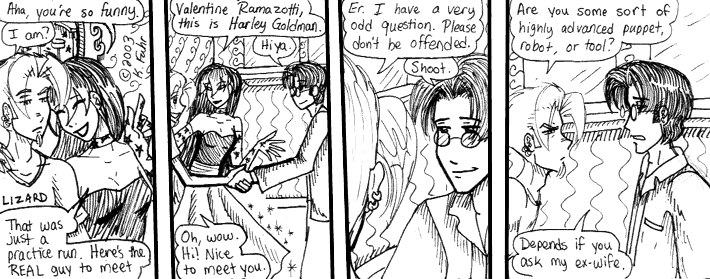 Aha, you're so funny.
I am?
©2003
K. Feehr
LIZARD
That was
just a
practice run. Here's the
REAL guy to meet
Valentine Ramazotti,
this is Harley Goldman.
Hiya.
Oh, wow.
Hi! Nice
to meet you.
Er. I have a very
odd question. Please
don't be offended.
Shoot.
Are you some sort of
highly advanced puppet,
robot, or tool?
Depends if you
ask my ex-wife.